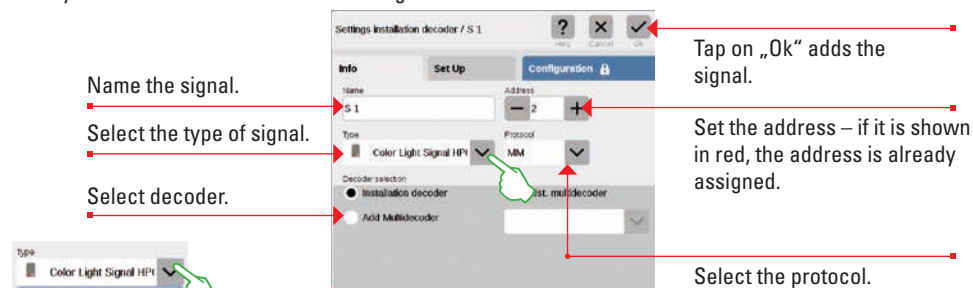 Settings installation decoder / S 1
Help
Cancel
Ok
Tap on „Ok“ adds the
signal.
Info
Set Up
Configuration
Name the signal.
Name
S 1
Address
2
Set the address – if it is shown
in red, the address is already
assigned.
Select the type of signal.
Type
Color Light Signal
Protocol
MM
Select decoder.
Decoder selection
Installation decoder
multidecoder
Add Multidecoder
Select the protocol.
Type
Color Light Signal